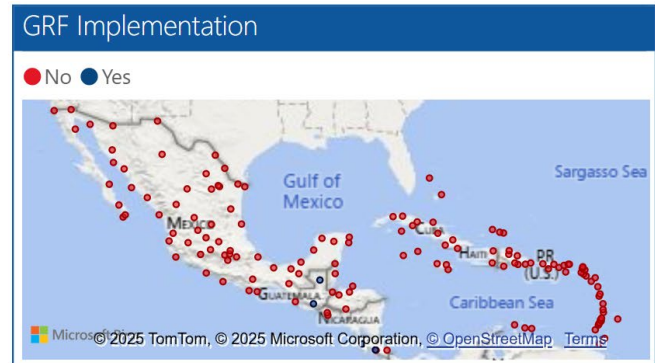 GRF Implementation
No Yes
Sargasso Sea
Gulf of
Mexico
MEXICO
CUBA
HAITI
PR
(U.S.)
GUATEMALA
Caribbean Sea
NICARAGUA
© 2025 TomTom, © 2025 Microsoft Corporation, © OpenStreetMap Terms